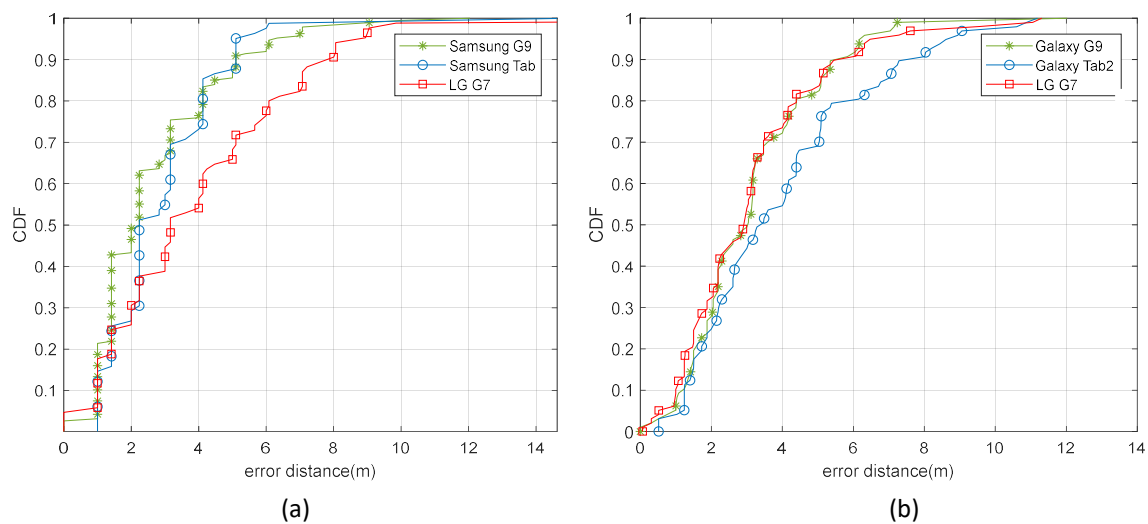 1
0.9
0.8
0.7
0.6
0.5
0.4
0.3
0.2
0.1
CDF
0 2 4 6 8 10 12 14
error distance(m)
Samsung G9
Samsung Tab
LG G7
(a)
1
0.9
0.8
0.7
0.6
0.5
0.4
0.3
0.2
0.1
0
CDF
0 2 4 6 8 10 12 14
error distance(m)
Galaxy G9
Galaxy Tab2
LG G7
(b)